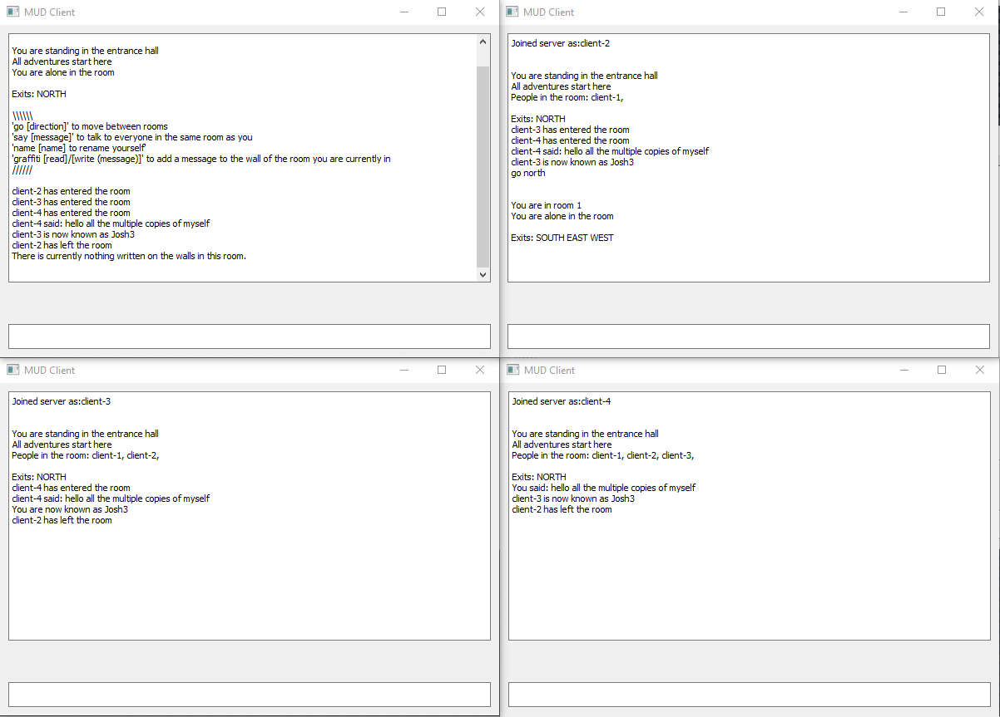 MUD Client
You are standing in the entrance hall
All adventures start here
You are alone in the room
Exits: NORTH
\\\\\\
'go [direction]' to move between rooms
'say [message]' to talk to everyone in the same room as you
'name [name] to rename yourself'
'graffiti [read]/[write (message)]' to add a message to the wall of the room you are currently in
//////
client-2 has entered the room
client-3 has entered the room
client-4 has entered the room
client-4 said: hello all the multiple copies of myself
client-3 is now known as Josh3
client-2 has left the room
There is currently nothing written on the walls in this room.
MUD Client
Joined server as:client-2
You are standing in the entrance hall
All adventures start here
People in the room: client-1,
Exits: NORTH
client-3 has entered the room
client-4 has entered the room
client-4 said: hello all the multiple copies of myself
client-3 is now known as Josh3
go north
You are in room 1
You are alone in the room
Exits: SOUTH EAST WEST
MUD Client
Joined server as:client-3
You are standing in the entrance hall
All adventures start here
People in the room: client-1, client-2,
Exits: NORTH
client-4 has entered the room
client-4 said: hello all the multiple copies of myself
You are now known as Josh3
client-2 has left the room
MUD Client
Joined server as:client-4
You are standing in the entrance hall
All adventures start here
People in the room: client-1, client-2, client-3,
Exits: NORTH
You said: hello all the multiple copies of myself
client-3 is now known as Josh3
client-2 has left the room